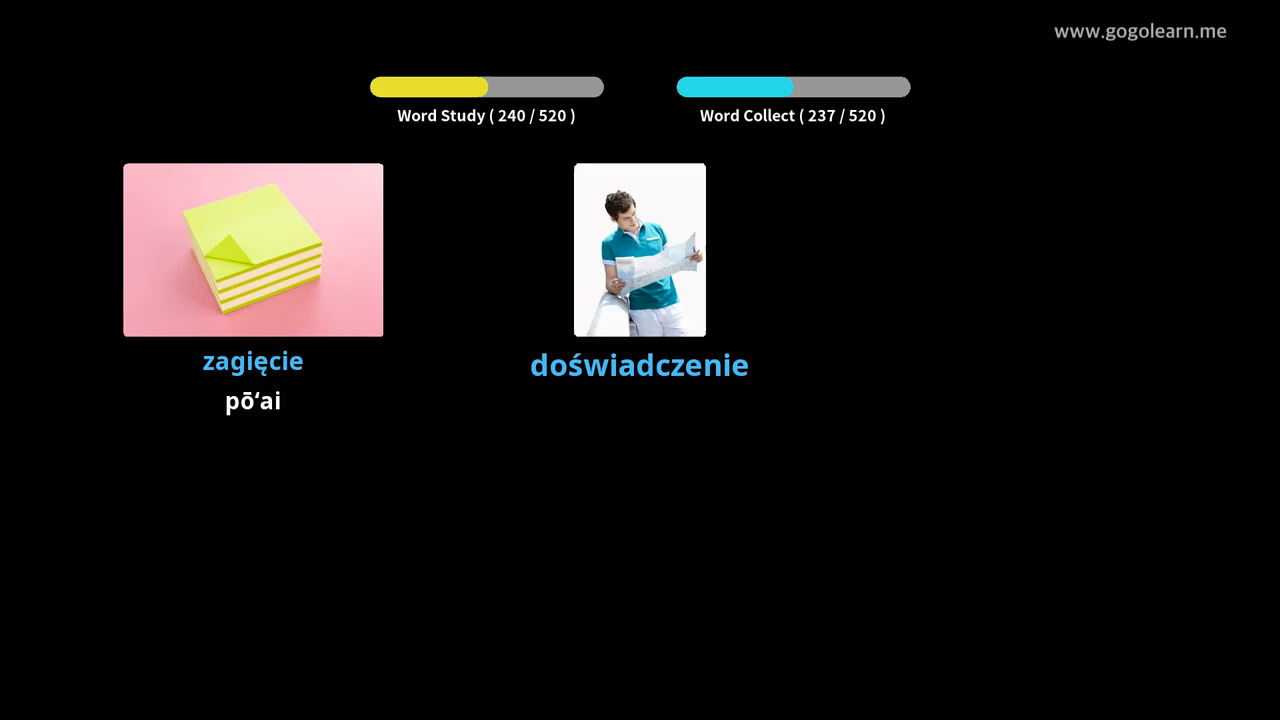 www.gogolearn.me
Word Study ( 240 / 520 )
Word Collect ( 237 / 520 )
zagięcie
pōʻai
doświadczenie